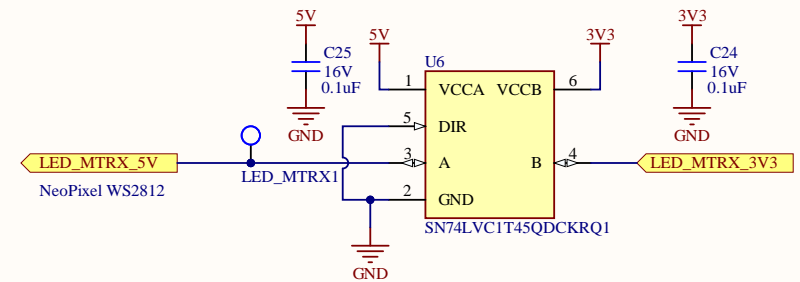 5V
C25
16V
0.1uF
GND
5V
U6
3V3
3V3
C24
16V
0.1uF
GND
1
VCCA
VCCB
6
5
DIR
LED_MTRX_5V
3
A
B
4
LED_MTRX_3V3
NeoPixel WS2812
LED_MTRX1
2
GND
SN74LVC1T45QDCKRQ1
GND